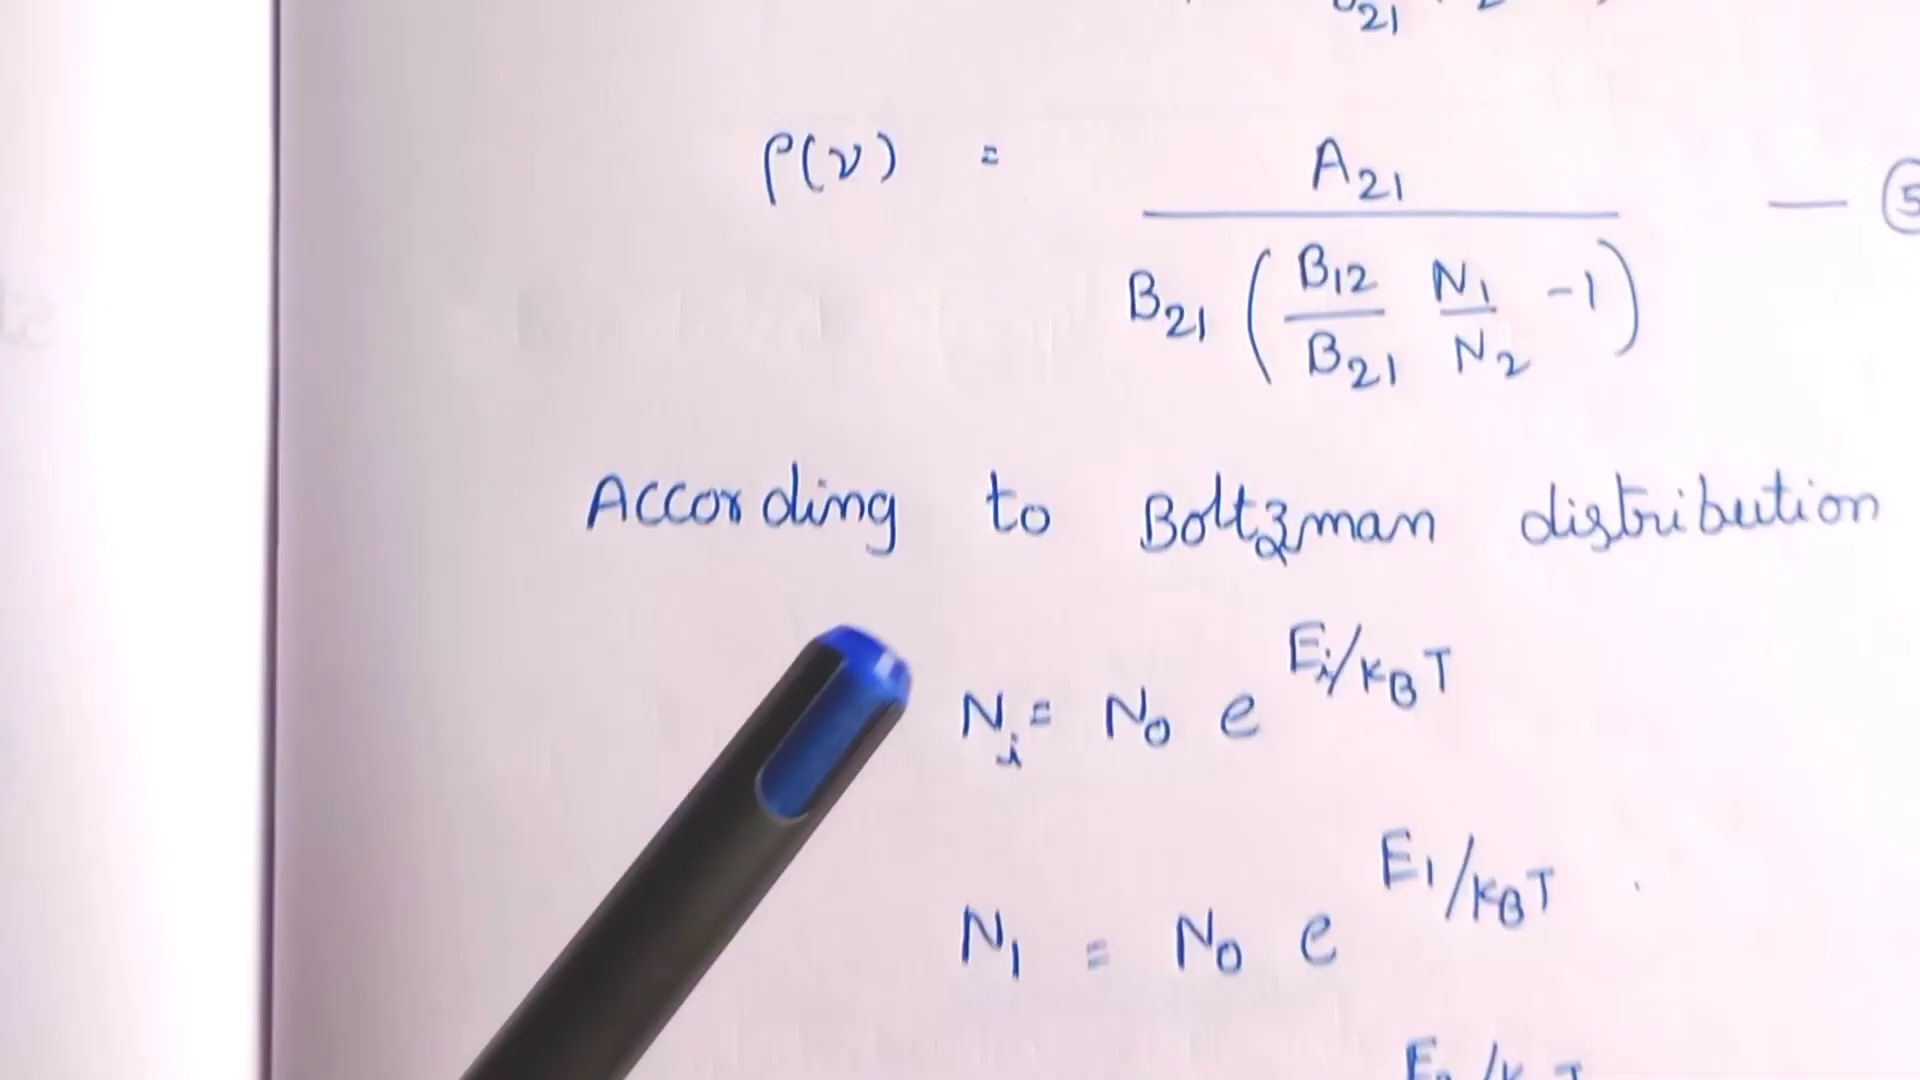 B21
ρ(ν) = A21 / B21 (B12/B21 N1/N2 -1) — 5
According to Boltzman distribution
Ni = N0 e^Ei/kBT
N1 = N0 e^E1/kBT